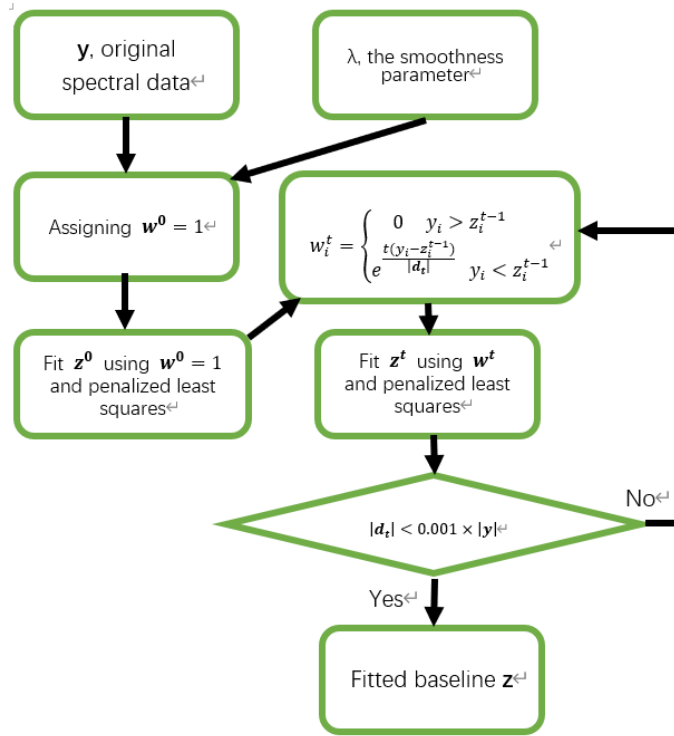 y, original
spectral data↵
λ, the smoothness
parameter↵
Assigning w⁰ = 1↵
Fit z⁰ using w⁰ = 1
and penalized least
squares↵
wᵢᵗ = { 0 yᵢ > zᵢᵗ⁻¹
e^(t(yᵢ−zᵢᵗ⁻¹)/|dₜ|) yᵢ < zᵢᵗ⁻¹ ↵
Fit zᵗ using wᵗ
and penalized least
squares↵
|dₜ| < 0.001 × |y|↵
No↵
Yes↵
Fitted baseline z↵